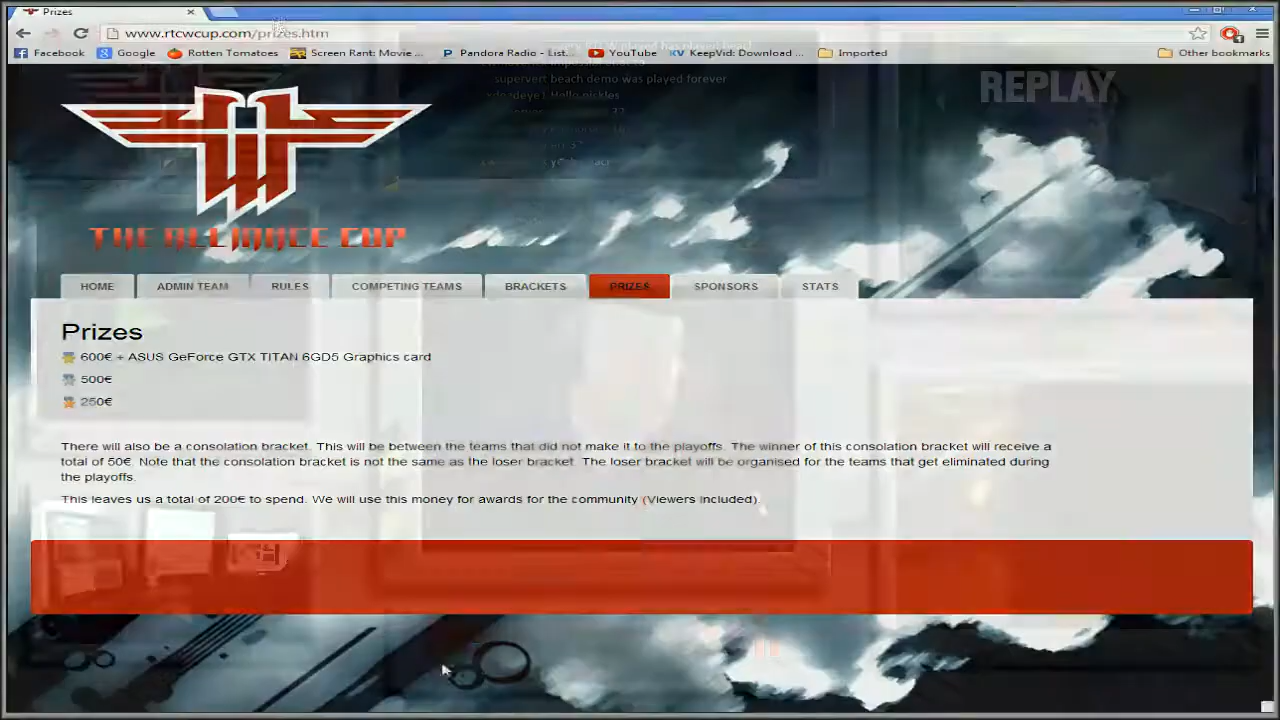 Prizes
www.rtcwcup.com/prizes.htm
Facebook Google Rotten Tomatoes Screen Rant: Movie ... Pandora Radio - List... YouTube KeepVid: Download ... Imported Other bookmarks
supervert beach demo was played forever
REPLAY
THE ALLIANCE CUP
HOME ADMIN TEAM RULES COMPETING TEAMS BRACKETS PRIZES SPONSORS STATS
Prizes
600€ + ASUS GeForce GTX TITAN 6GD5 Graphics card
500€
250€
There will also be a consolation bracket. This will be between the teams that did not make it to the playoffs. The winner of this consolation bracket will receive a
total of 50€. Note that the consolation bracket is not the same as the loser bracket. The loser bracket will be organised for the teams that get eliminated during
the playoffs.
This leaves us a total of 200€ to spend. We will use this money for awards for the community (Viewers included).